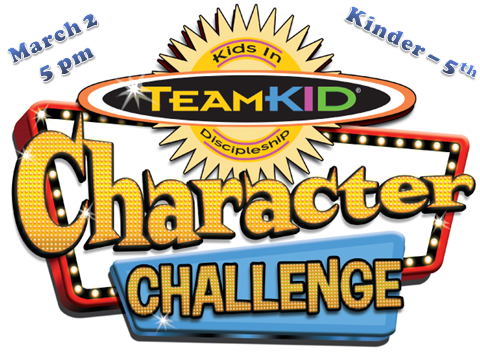 March 2
5 pm
Kinder – 5th
Kids In
TEAMKID®
Discipleship
Character
CHALLENGE